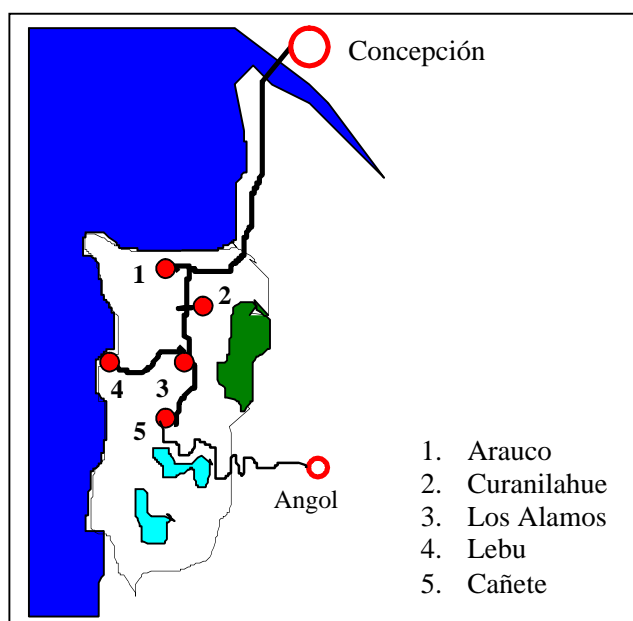 Concepción
1
2
4
3
5
Angol
1. Arauco
2. Curanilahue
3. Los Alamos
4. Lebu
5. Cañete